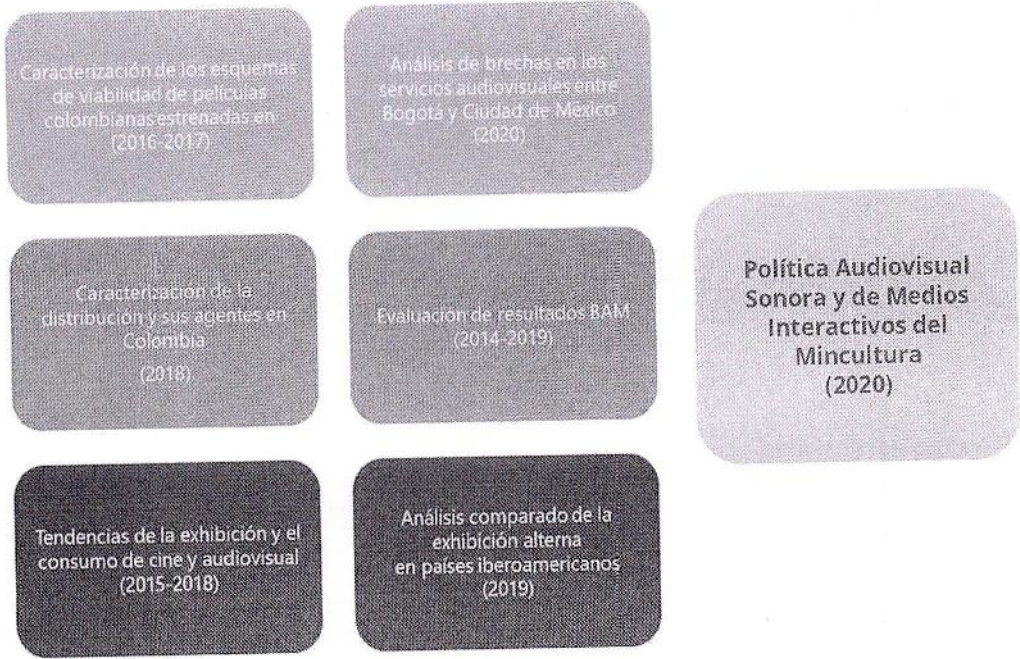 Caracterización de los esquemas
de viabilidad de películas
colombianas estrenadas en
(2016-2017)
Análisis de brechas en los
servicios audiovisuales entre
Bogotá y Ciudad de México
(2020)
Caracterización de la
distribución y sus agentes en
Colombia
(2018)
Evaluación de resultados BAM
(2014-2019)
Tendencias de la exhibición y el
consumo de cine y audiovisual
(2015-2018)
Análisis comparado de la
exhibición alterna
en países iberoamericanos
(2019)
Política Audiovisual
Sonora y de Medios
Interactivos del
Mincultura
(2020)